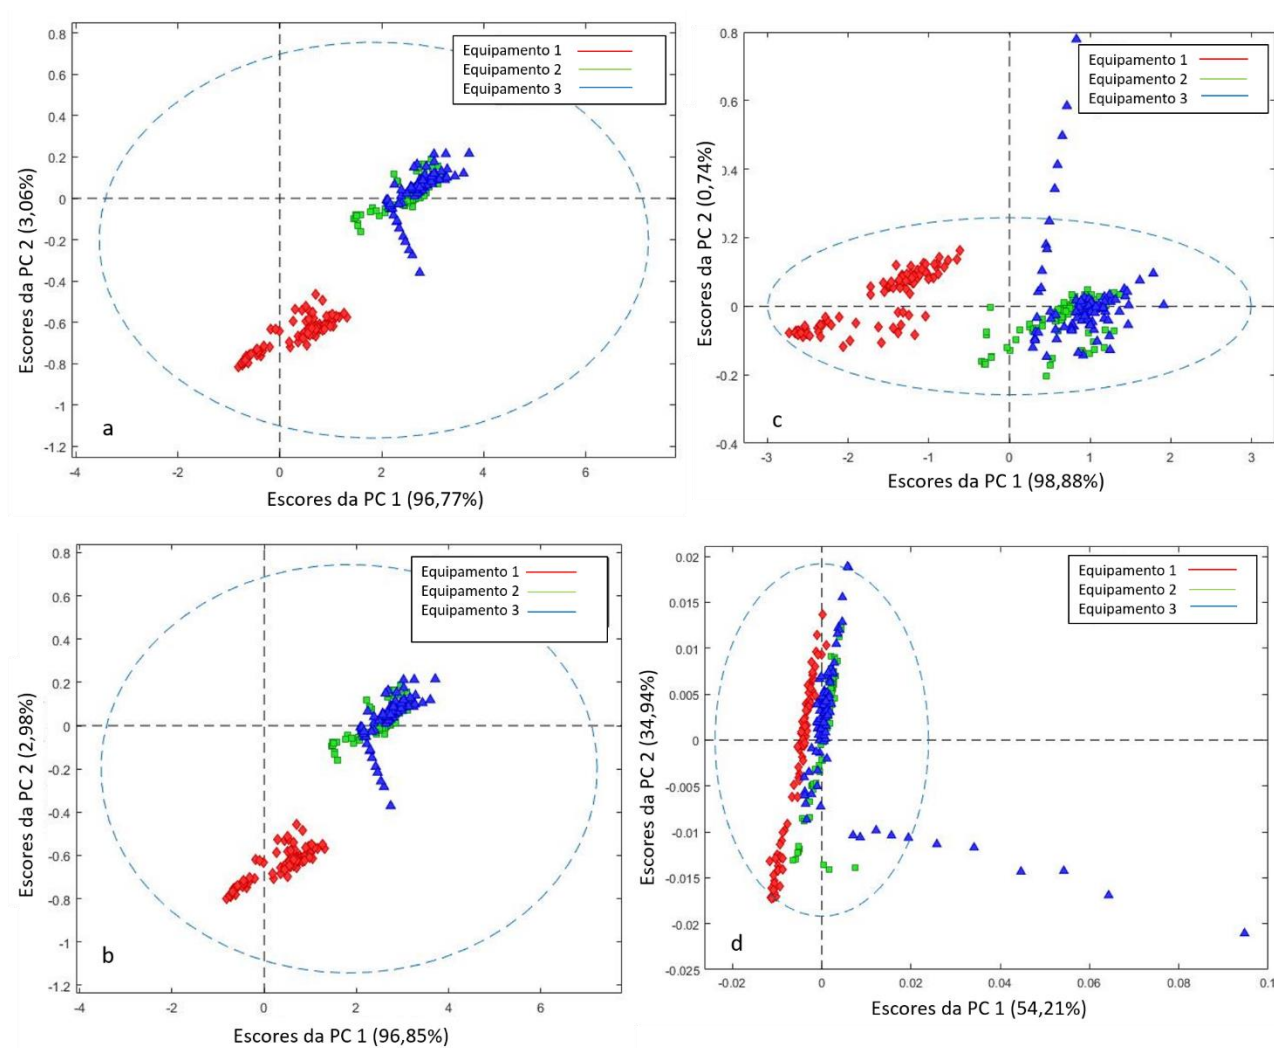 0.8
0.6
0.4
0.2
0
-0.2
-0.4
-0.6
-0.8
-1
-1.2
Escores da PC 2 (3,06%)
Equipamento 1
Equipamento 2
Equipamento 3
a
-4
-2
0
2
4
6
Escores da PC 1 (96,77%)
0.8
0.6
0.4
0.2
0
-0.2
-0.4
Escores da PC 2 (0,74%)
Equipamento 1
Equipamento 2
Equipamento 3
c
-3
-2
-1
0
1
2
3
Escores da PC 1 (98,88%)
0.8
0.6
0.4
0.2
0
-0.2
-0.4
-0.6
-0.8
-1
-1.2
Escores da PC 2 (2,98%)
Equipamento 1
Equipamento 2
Equipamento 3
b
-4
-2
0
2
4
6
Escores da PC 1 (96,85%)
0.02
0.015
0.01
0.005
0
-0.005
-0.01
-0.015
-0.02
-0.025
Escores da PC 2 (34,94%)
Equipamento 1
Equipamento 2
Equipamento 3
d
-0.02
0
0.02
0.04
0.06
0.08
0.1
Escores da PC 1 (54,21%)